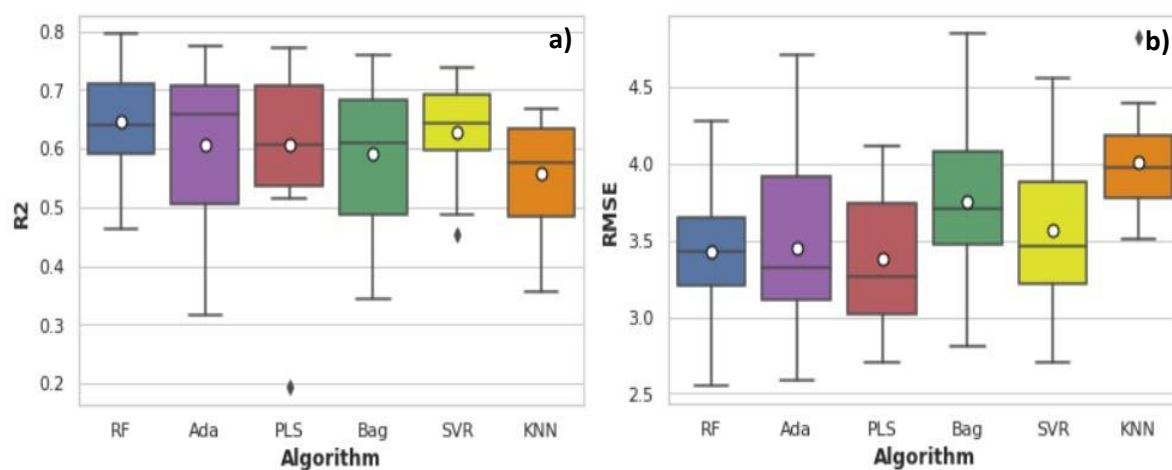 a)
0.8
0.7
0.6
0.5
0.4
0.3
0.2
R2
RF Ada PLS Bag SVR KNN
Algorithm
b)
4.5
4.0
3.5
3.0
2.5
RMSE
RF Ada PLS Bag SVR KNN
Algorithm